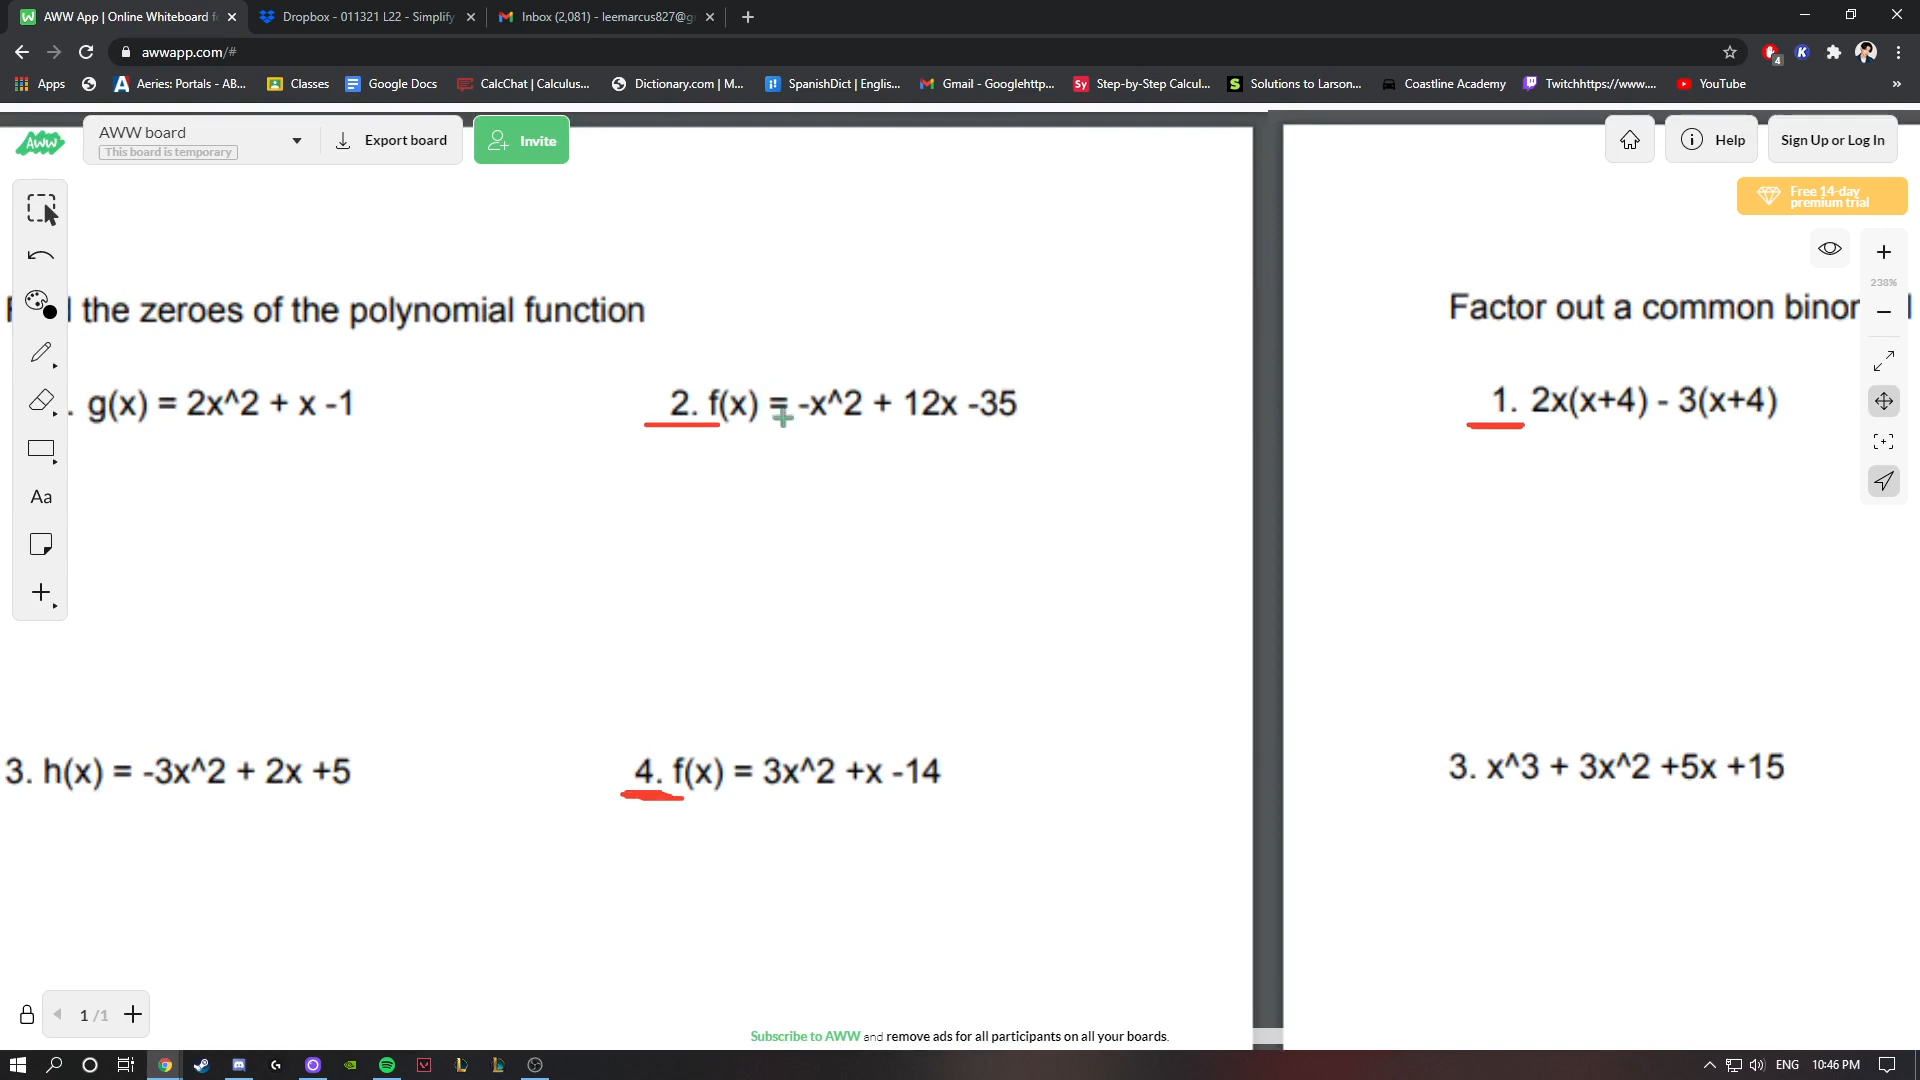 AWW App | Online Whiteboard fo
Dropbox - 011321 L22 - Simplify
Inbox (2,081) - leemarcus827@g
awwapp.com/#
4
Apps
Aeries: Portals - AB...
Classes
Google Docs
CalcChat | Calculus...
Dictionary.com | M...
SpanishDict | Englis...
Gmail - Googlehttp...
Sy
Step-by-Step Calcul...
Solutions to Larson...
Coastline Academy
Twitchhttps://www....
YouTube
»
AWW
AWW board
This board is temporary
Export board
Invite
Help
Sign Up or Log In
Free 14-day
premium trial
238%
the zeroes of the polynomial function
Factor out a common binor
. g(x) = 2x^2 + x -1
2. f(x) = -x^2 + 12x -35
1. 2x(x+4) - 3(x+4)
Aa
3. h(x) = -3x^2 + 2x +5
4. f(x) = 3x^2 +x -14
3. x^3 + 3x^2 +5x +15
1 /1
Subscribe to AWW and remove ads for all participants on all your boards.
ENG
10:46 PM